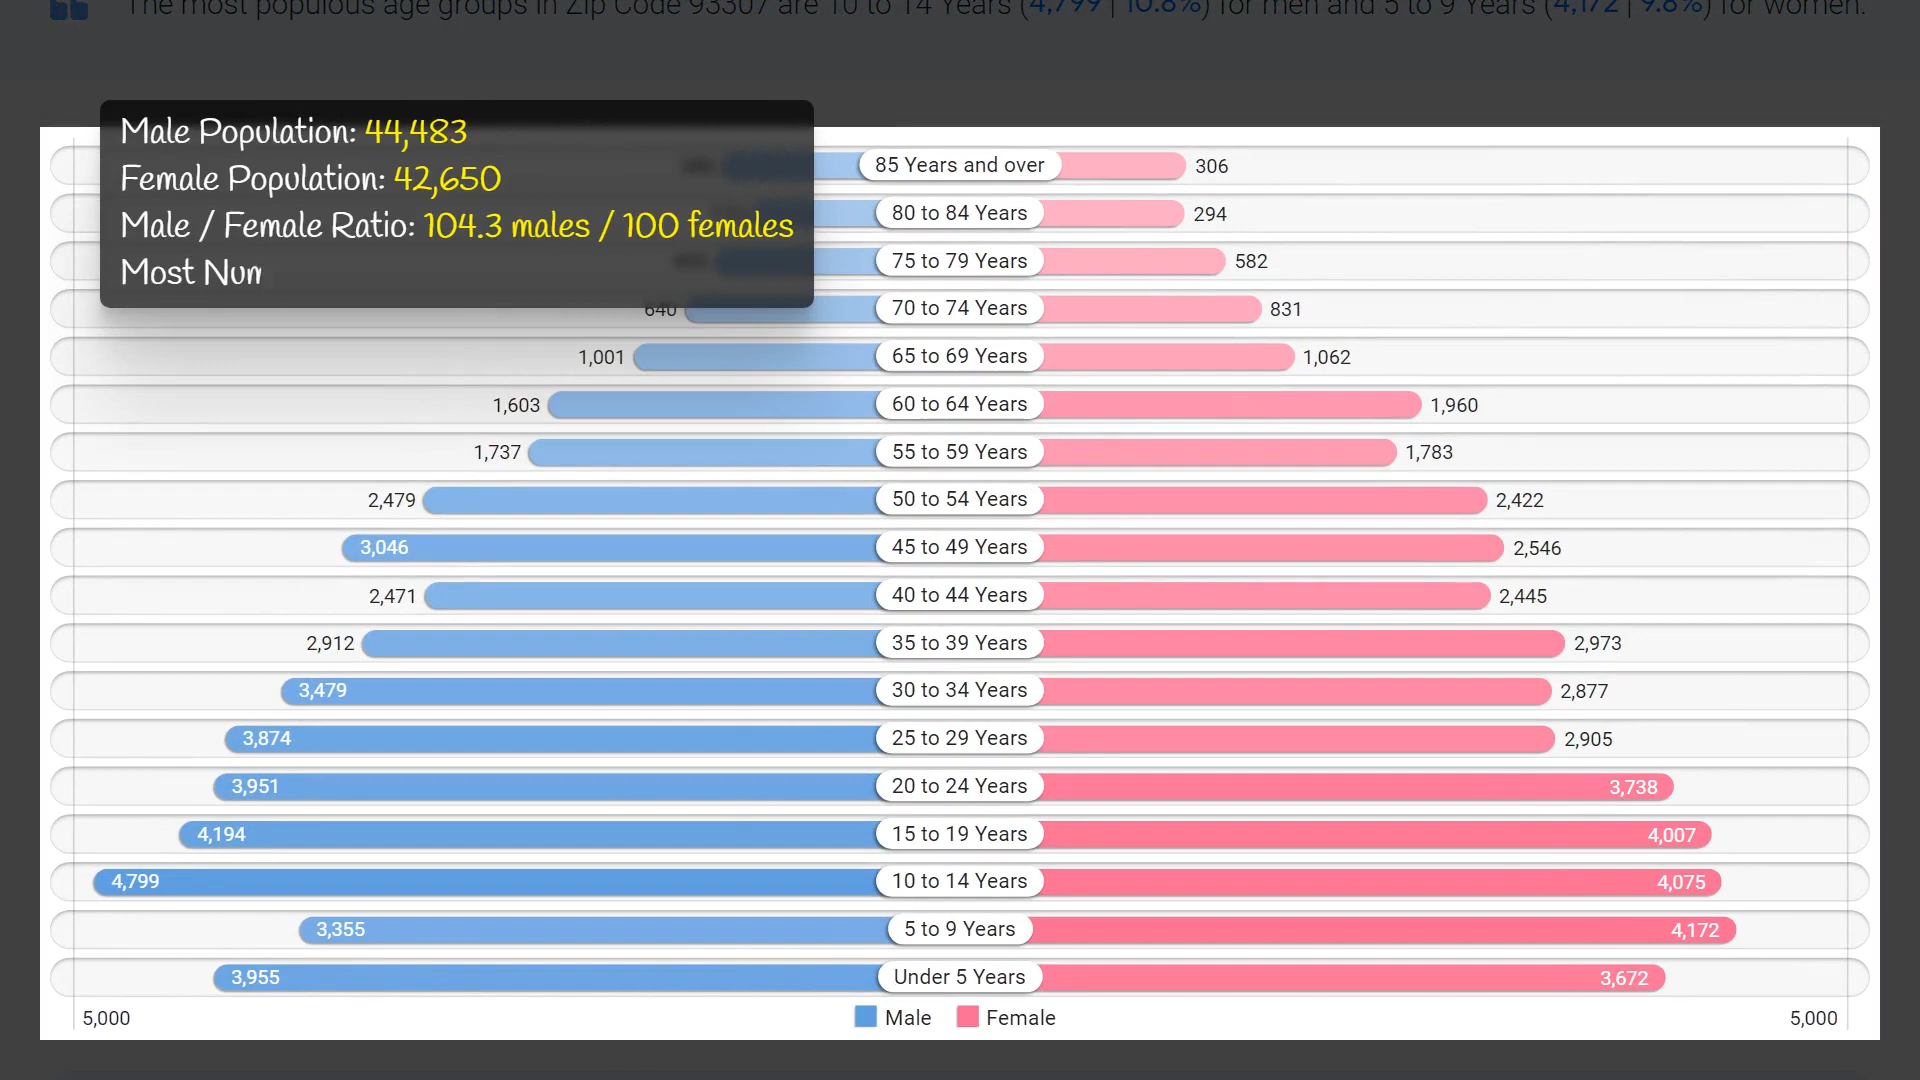 The most populous age groups in Zip Code 93307 are 10 to 14 Years (4,799 | 10.8%) for men and 5 to 9 Years (4,172 | 9.8%) for women.
Male Population: 44,483
Female Population: 42,650
Male / Female Ratio: 104.3 males / 100 females
Most Num
85 Years and over 306
80 to 84 Years 294
75 to 79 Years 582
640 70 to 74 Years 831
1,001 65 to 69 Years 1,062
1,603 60 to 64 Years 1,960
1,737 55 to 59 Years 1,783
2,479 50 to 54 Years 2,422
3,046 45 to 49 Years 2,546
2,471 40 to 44 Years 2,445
2,912 35 to 39 Years 2,973
3,479 30 to 34 Years 2,877
3,874 25 to 29 Years 2,905
3,951 20 to 24 Years 3,738
4,194 15 to 19 Years 4,007
4,799 10 to 14 Years 4,075
3,355 5 to 9 Years 4,172
3,955 Under 5 Years 3,672
5,000 Male Female 5,000